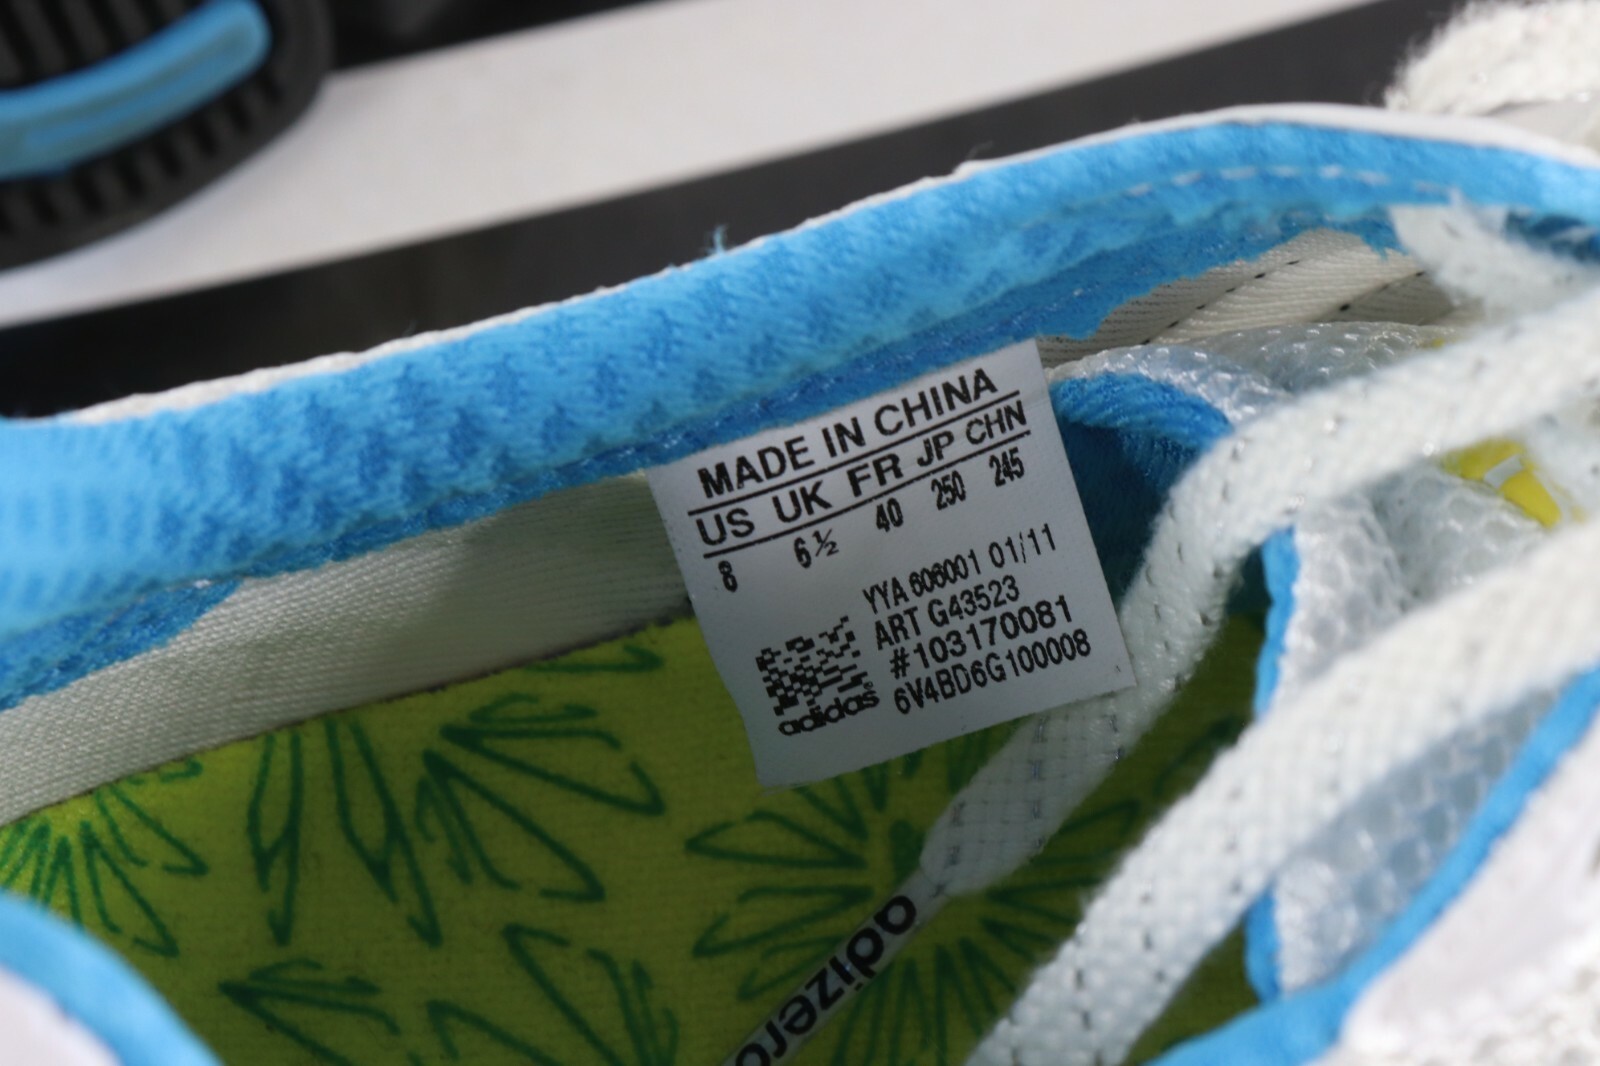 MADE IN CHINA
US UK FR JP CHN
8 6½ 40 250 245
YYA 606001 01/11
ART G43523
#103170081
6V4BD6G100008
adidas
adizero